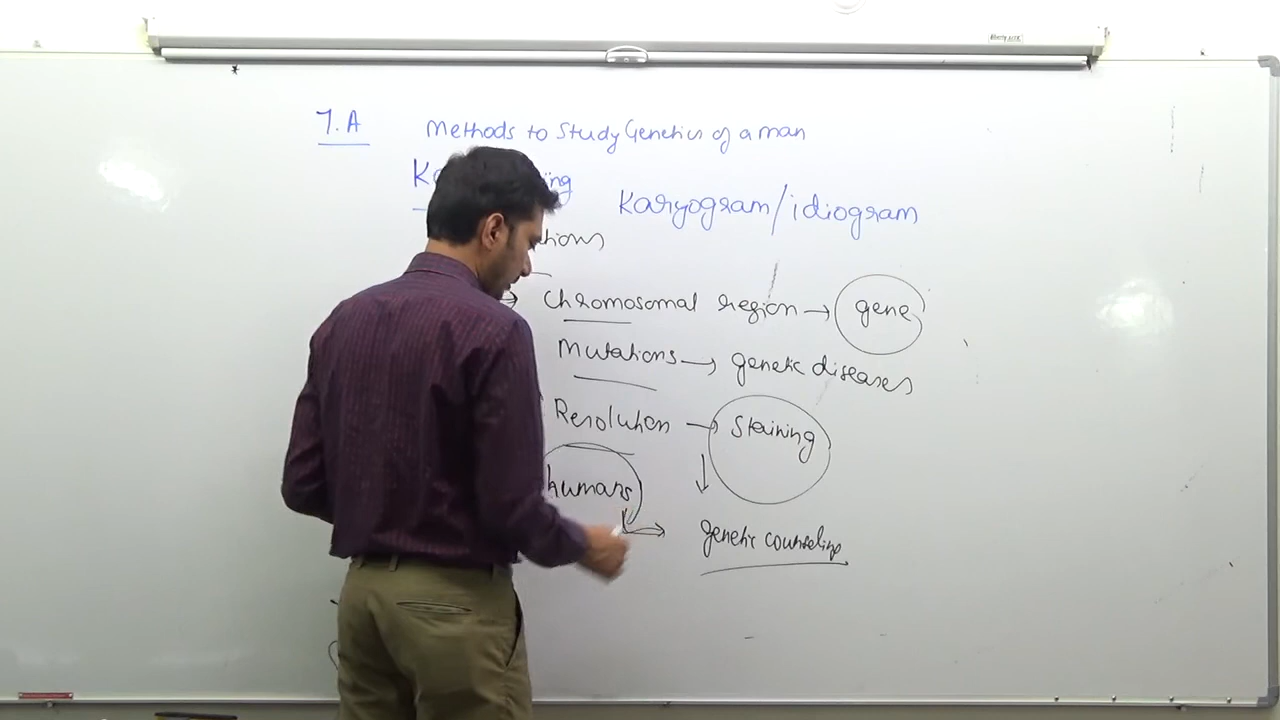 7.A Methods to Study Genetics of a man
Karyogram/idiogram
Chromosomal region → gene
Mutations → genetic diseases
Resolution → Staining
humans
genetic counseling